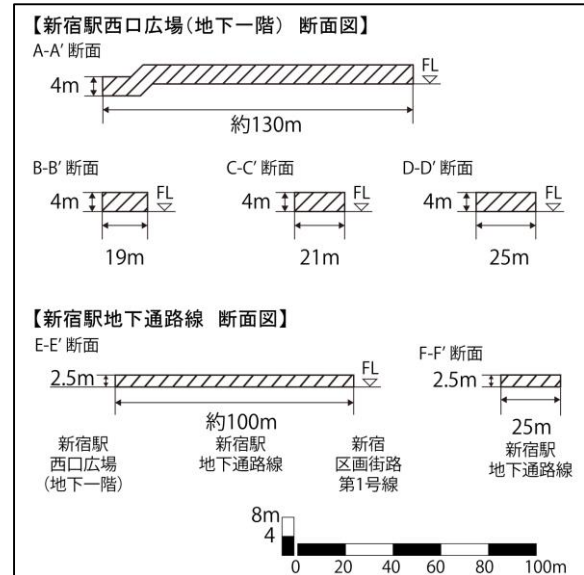 【新宿駅西口広場(地下一階) 断面図】
A-A' 断面
4m
FL
約130m
B-B' 断面
C-C' 断面
D-D' 断面
4m
FL
4m
FL
4m
FL
19m
21m
25m
【新宿駅地下通路線 断面図】
E-E' 断面
F-F' 断面
2.5m
FL
2.5m
FL
約100m
25m
新宿駅
西口広場
(地下一階)
新宿駅
地下通路線
新宿
区画街路
第1号線
新宿駅
地下通路線
8m
4
0 20 40 60 80 100m